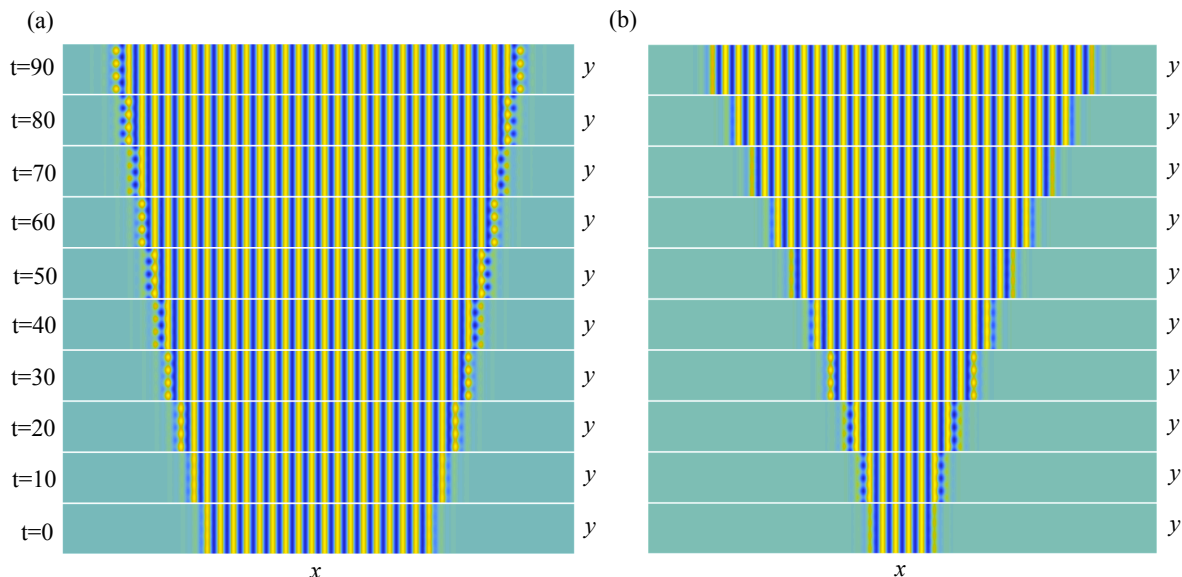 (a) (b)
t=90 y y
t=80 y y
t=70 y y
t=60 y y
t=50 y y
t=40 y y
t=30 y y
t=20 y y
t=10 y y
t=0 y y
x x